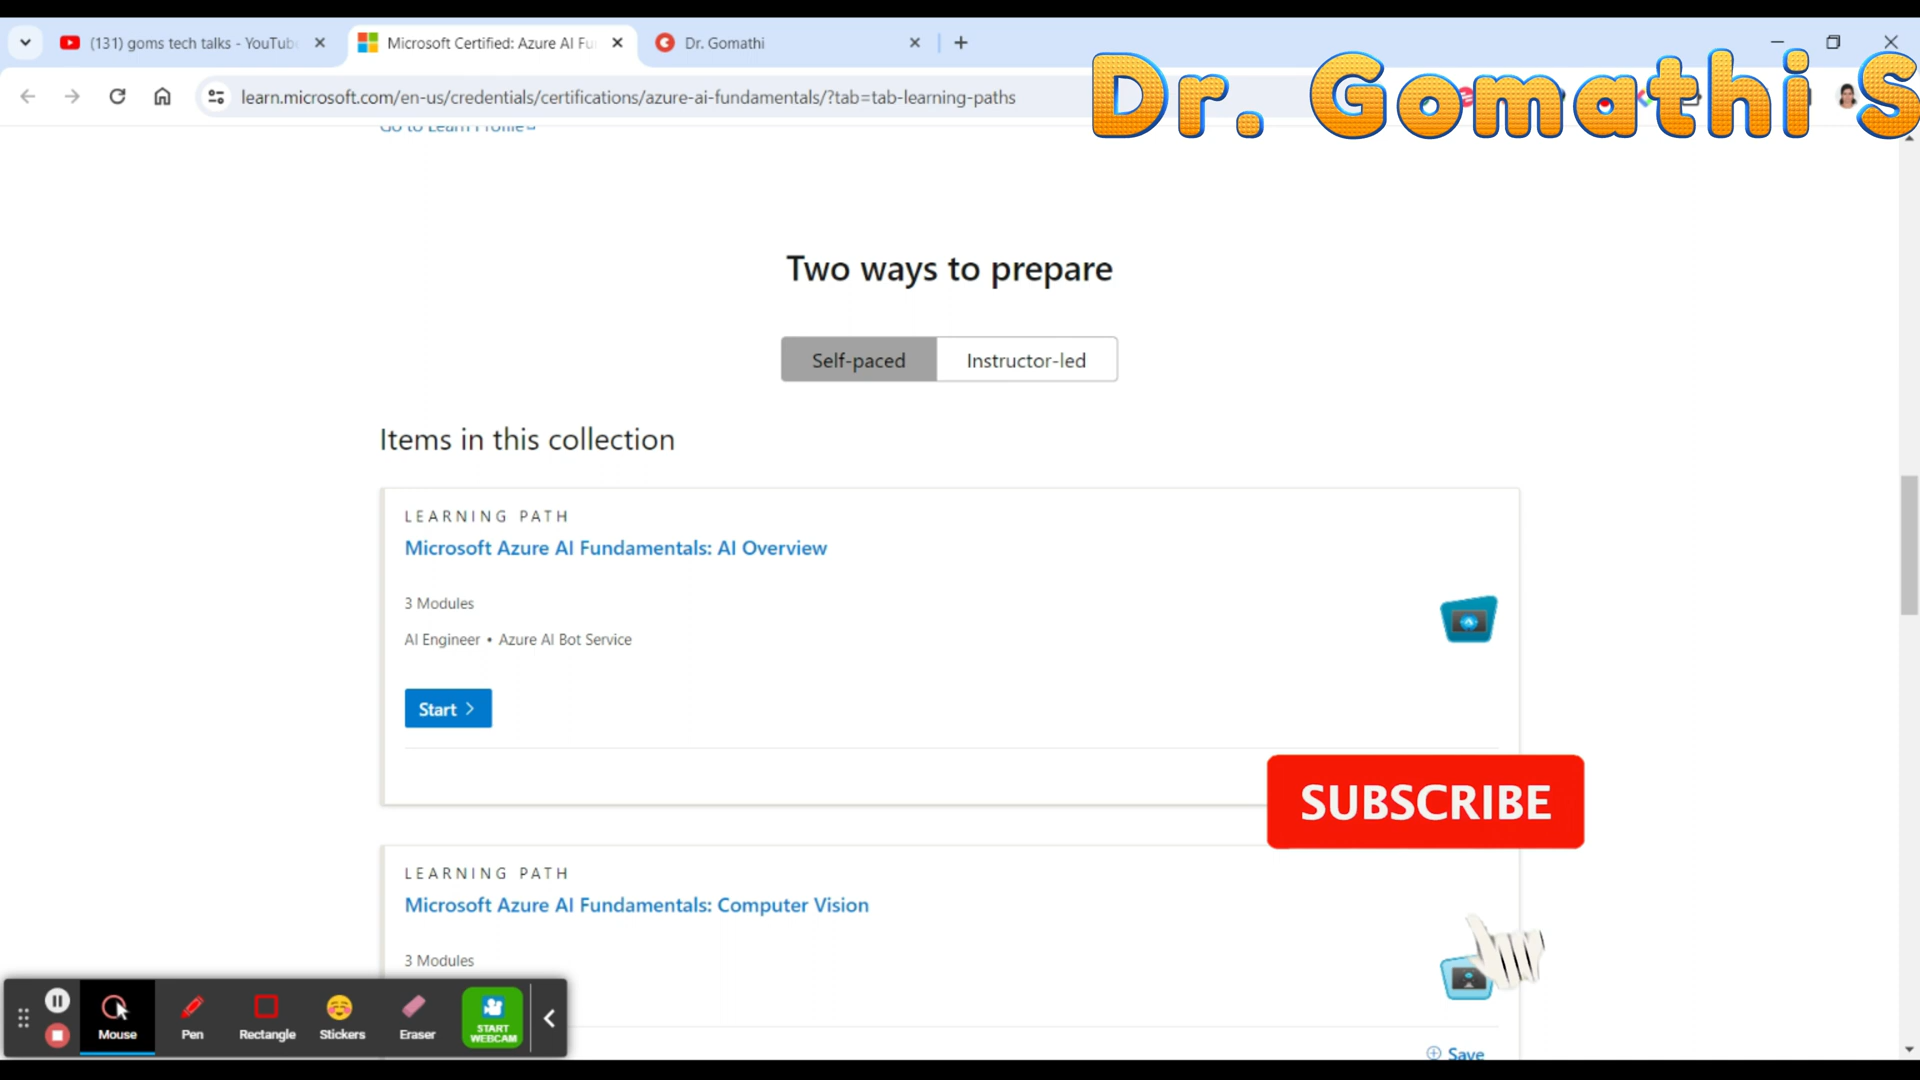 (131) goms tech talks - YouTub
Microsoft Certified: Azure AI Fu
Dr. Gomathi
learn.microsoft.com/en-us/credentials/certifications/azure-ai-fundamentals/?tab=tab-learning-paths
Dr. Gomathi S
Go to Learn Profile
Two ways to prepare
Self-paced
Instructor-led
Items in this collection
LEARNING PATH
Microsoft Azure AI Fundamentals: AI Overview
3 Modules
AI Engineer • Azure AI Bot Service
Start
SUBSCRIBE
LEARNING PATH
Microsoft Azure AI Fundamentals: Computer Vision
3 Modules
Save
Mouse
Pen
Rectangle
Stickers
Eraser
START
WEBCAM